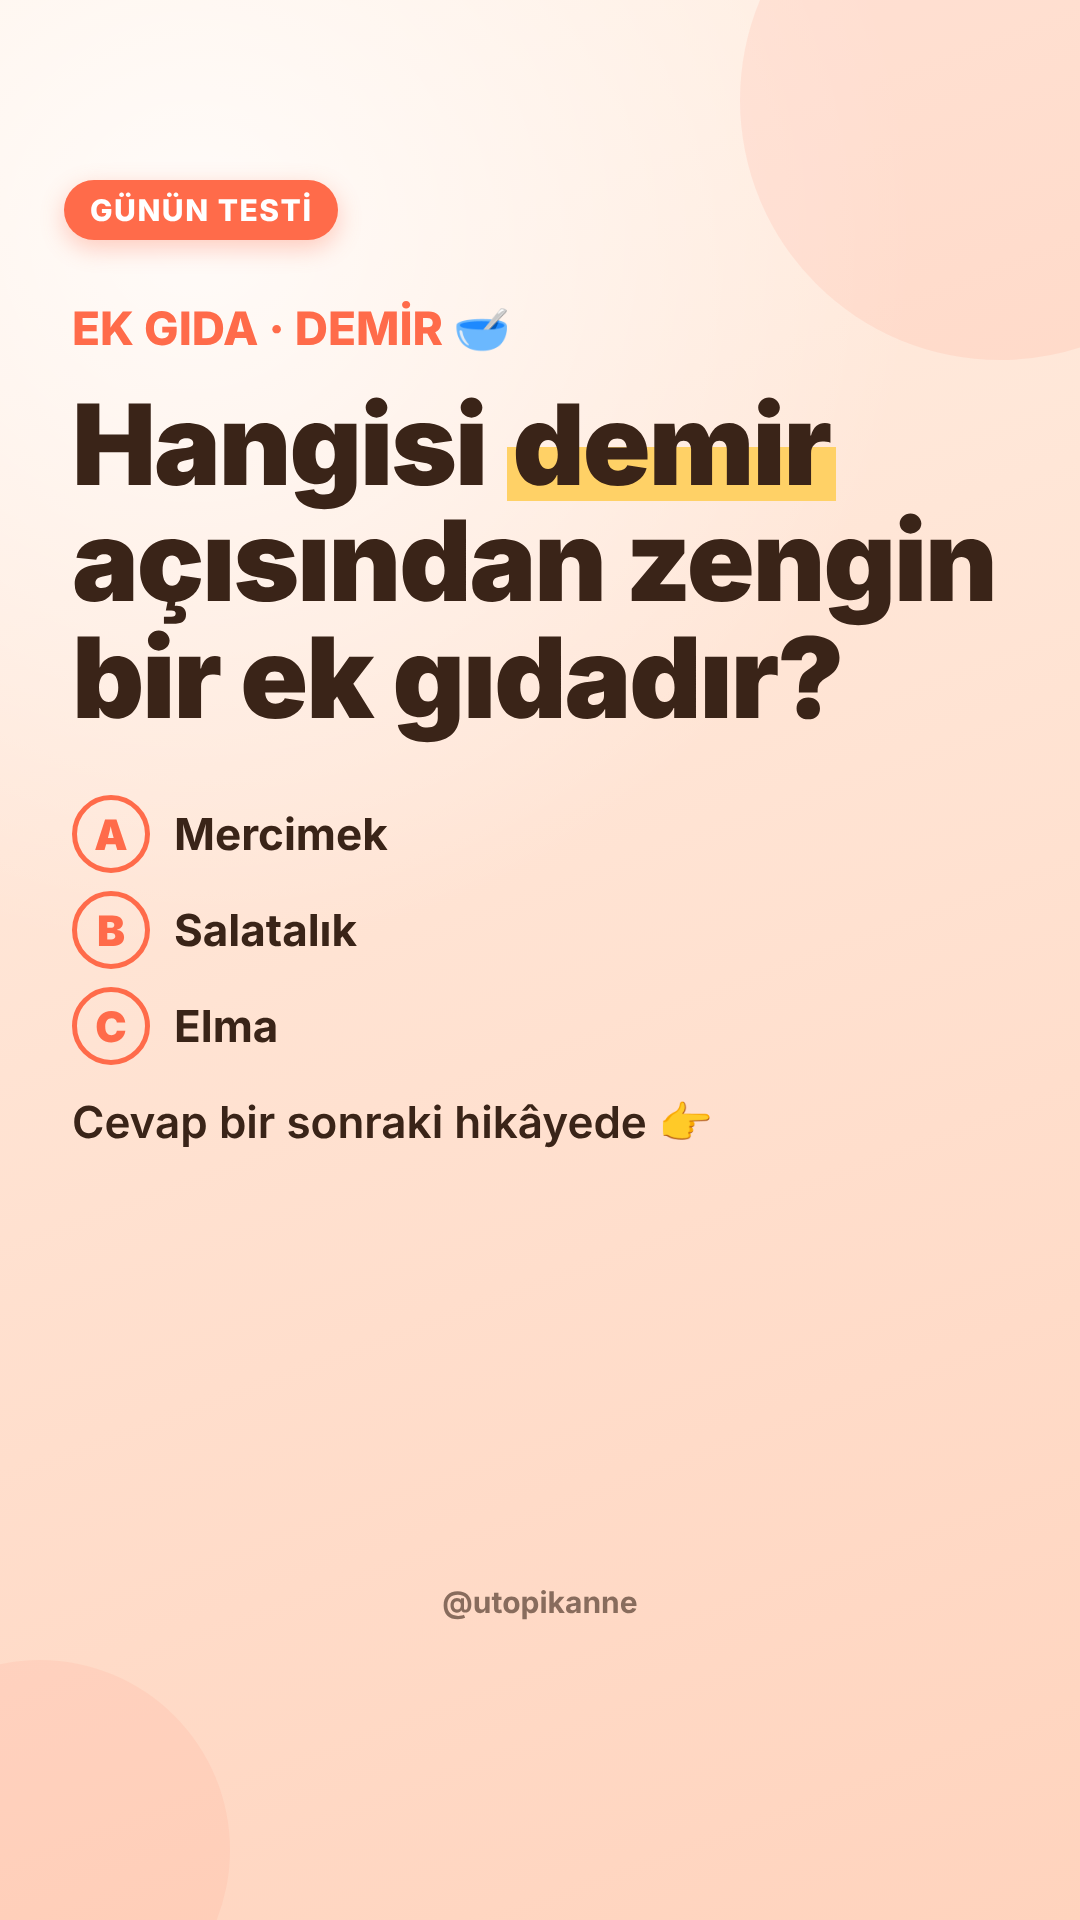 GÜNÜN TESTİ
EK GIDA · DEMİR 🥣
Hangisi demir
açısından zengin
bir ek gıdadır?
A Mercimek
B Salatalık
C Elma
Cevap bir sonraki hikâyede 👉
@utopikanne